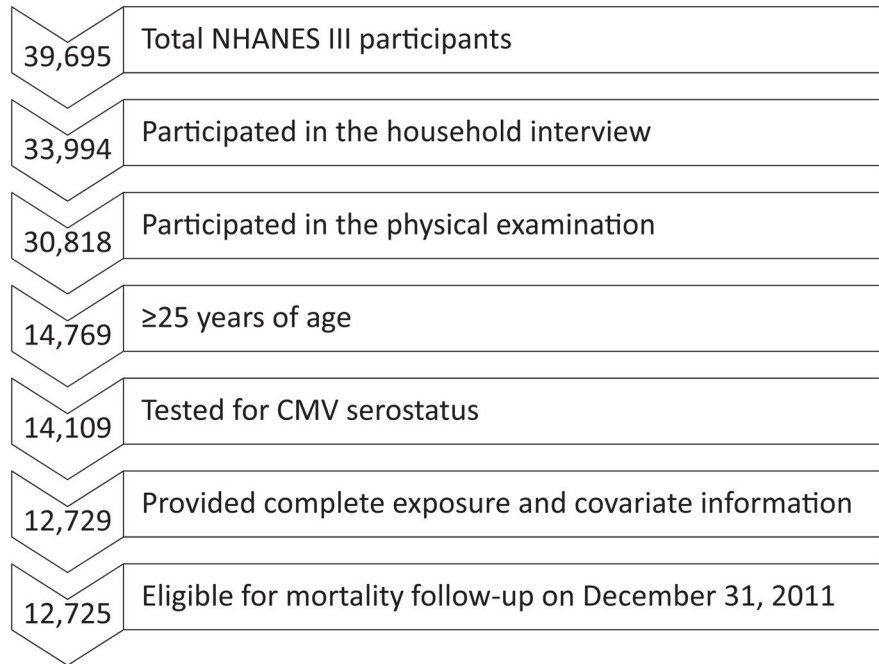 39,695 Total NHANES III participants
33,994 Participated in the household interview
30,818 Participated in the physical examination
14,769 ≥25 years of age
14,109 Tested for CMV serostatus
12,729 Provided complete exposure and covariate information
12,725 Eligible for mortality follow-up on December 31, 2011